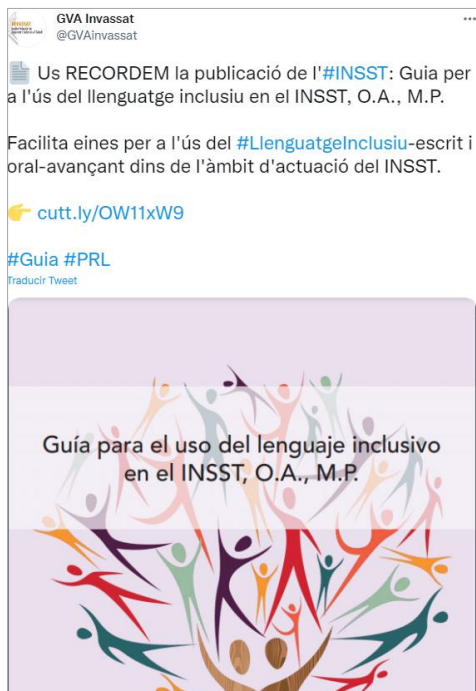 GVA Invassat
@GVAinvassat
Us RECORDEM la publicació de l'#INSST: Guia per
a l'ús del llenguatge inclusiu en el INSST, O.A., M.P.
Facilita eines per a l'ús del #LlenguatgeInclusiu-escrit i
oral-avançant dins de l'àmbit d'actuació del INSST.
cutt.ly/OW11xW9
#Guia #PRL
Traducir Tweet
Guía para el uso del lenguaje inclusivo
en el INSST, O.A., M.P.